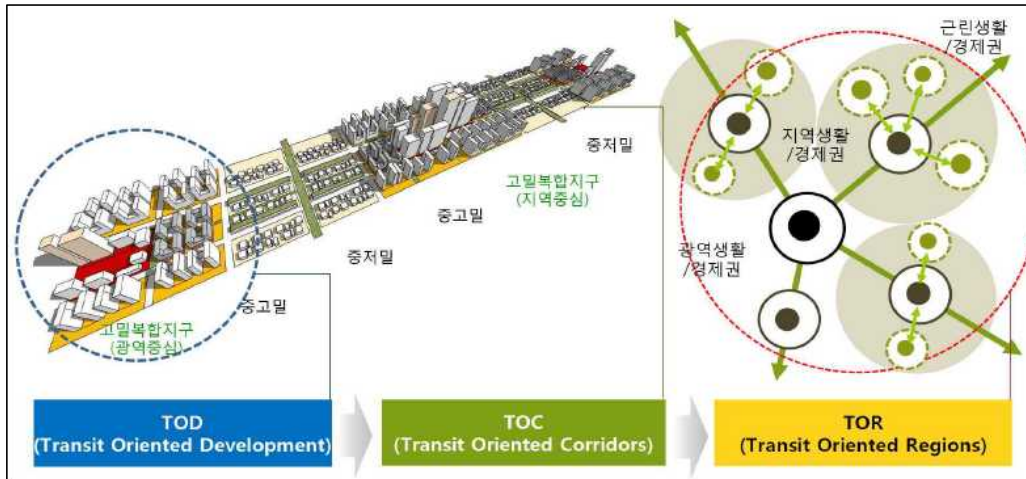 근린생활
/경제권
지역생활
/경제권
광역생활
/경제권
중저밀
고밀복합지구
(지역중심)
중고밀
중저밀
중고밀
고밀복합지구
(광역중심)
TOD
(Transit Oriented Development)
TOC
(Transit Oriented Corridors)
TOR
(Transit Oriented Regions)